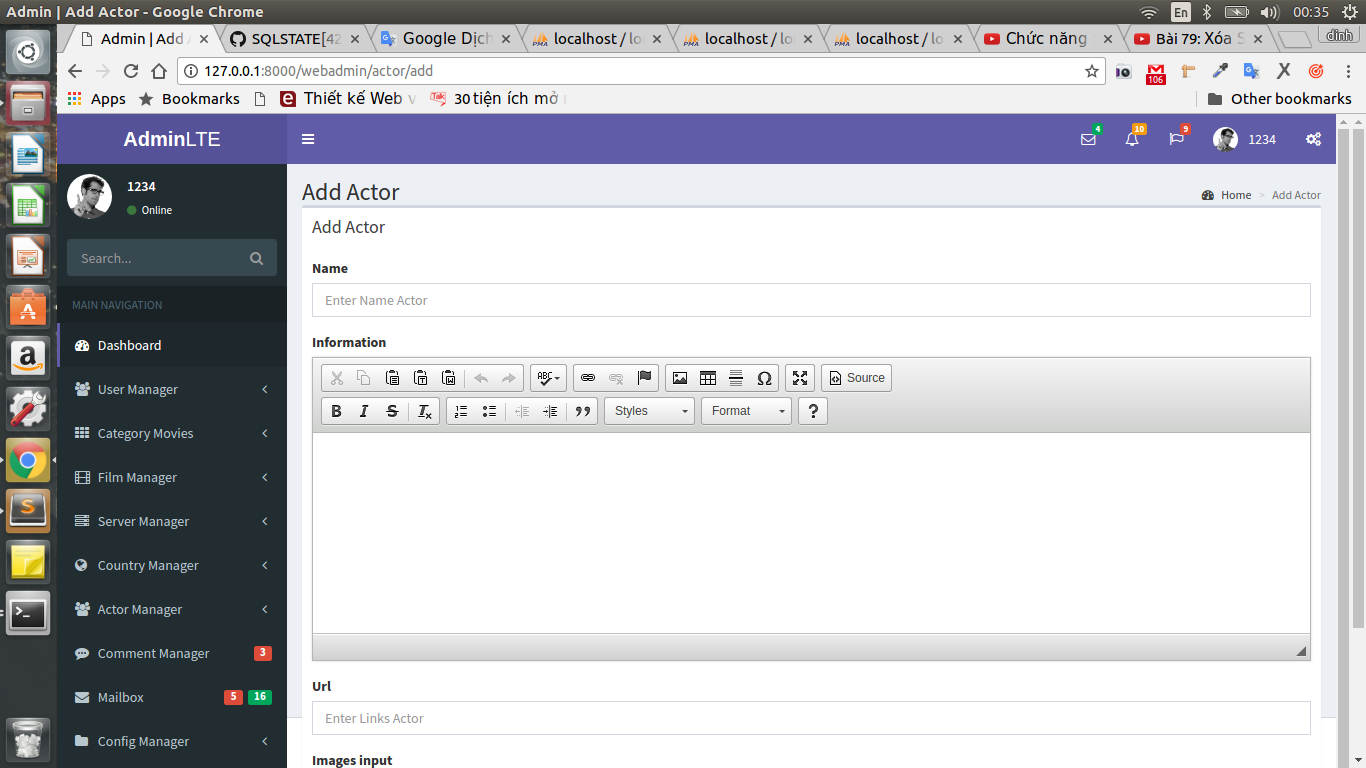 Admin | Add Actor - Google Chrome
En
00:35
Admin | Add
SQLSTATE[42
Google Dịch
localhost / lo
localhost / lo
localhost / lo
Chức năng
Bài 79: Xóa S
dinh
127.0.0.1:8000/webadmin/actor/add
106
Apps
Bookmarks
Thiết kế Web
30 tiện ích mở
Other bookmarks
AdminLTE
4
10
9
1234
1234
Online
Search...
MAIN NAVIGATION
Dashboard
User Manager
Category Movies
Film Manager
Server Manager
Country Manager
Actor Manager
Comment Manager
3
Mailbox
5
16
Config Manager
Add Actor
Home > Add Actor
Add Actor
Name
Enter Name Actor
Information
ABC
Source
B I S Tx
Styles
Format
?
Url
Enter Links Actor
Images input